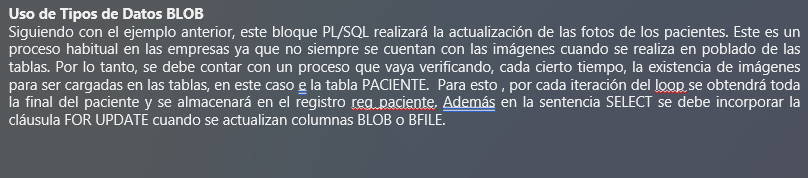 Uso de Tipos de Datos BLOB
Siguiendo con el ejemplo anterior, este bloque PL/SQL realizará la actualización de las fotos de los pacientes. Este es un
proceso habitual en las empresas ya que no siempre se cuentan con las imágenes cuando se realiza en poblado de las
tablas. Por lo tanto, se debe contar con un proceso que vaya verificando, cada cierto tiempo, la existencia de imágenes
para ser cargadas en las tablas, en este caso e la tabla PACIENTE. Para esto , por cada iteración del loop se obtendrá toda
la final del paciente y se almacenará en el registro reg_paciente. Además en la sentencia SELECT se debe incorporar la
cláusula FOR UPDATE cuando se actualizan columnas BLOB o BFILE.